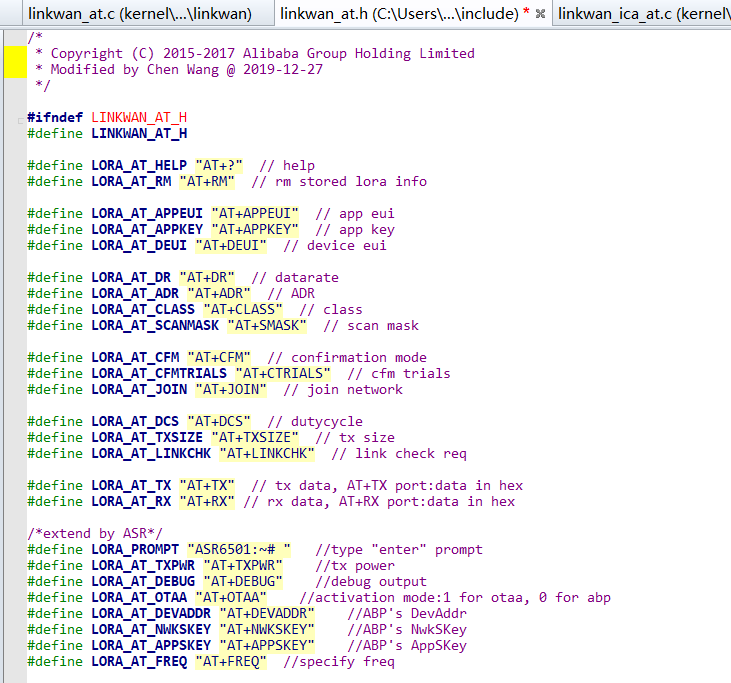 linkwan_at.c (kernel\...\linkwan) linkwan_at.h (C:\Users\...\include) * linkwan_ica_at.c (kernel\
/*
 * Copyright (C) 2015-2017 Alibaba Group Holding Limited
 * Modified by Chen Wang @ 2019-12-27
 */
#ifndef LINKWAN_AT_H
#define LINKWAN_AT_H
#define LORA_AT_HELP "AT+?"  // help
#define LORA_AT_RM "AT+RM"  // rm stored lora info
#define LORA_AT_APPEUI "AT+APPEUI"  // app eui
#define LORA_AT_APPKEY "AT+APPKEY"  // app key
#define LORA_AT_DEUI "AT+DEUI"  // device eui
#define LORA_AT_DR "AT+DR"  // datarate
#define LORA_AT_ADR "AT+ADR"  // ADR
#define LORA_AT_CLASS "AT+CLASS"  // class
#define LORA_AT_SCANMASK "AT+SMASK"  // scan mask
#define LORA_AT_CFM "AT+CFM"  // confirmation mode
#define LORA_AT_CFMTRIALS "AT+CTRIALS"  // cfm trials
#define LORA_AT_JOIN "AT+JOIN"  // join network
#define LORA_AT_DCS "AT+DCS"  // dutycycle
#define LORA_AT_TXSIZE "AT+TXSIZE"  // tx size
#define LORA_AT_LINKCHK "AT+LINKCHK"  // link check req
#define LORA_AT_TX "AT+TX"  // tx data, AT+TX port:data in hex
#define LORA_AT_RX "AT+RX" // rx data, AT+RX port:data in hex
/*extend by ASR*/
#define LORA_PROMPT "ASR6501:~# "   //type "enter" prompt
#define LORA_AT_TXPWR "AT+TXPWR"    //tx power
#define LORA_AT_DEBUG "AT+DEBUG"    //debug output
#define LORA_AT_OTAA "AT+OTAA"    //activation mode:1 for otaa, 0 for abp
#define LORA_AT_DEVADDR "AT+DEVADDR"    //ABP's DevAddr
#define LORA_AT_NWKSKEY "AT+NWKSKEY"    //ABP's NwkSKey
#define LORA_AT_APPSKEY "AT+APPSKEY"    //ABP's AppSKey
#define LORA_AT_FREQ "AT+FREQ"  //specify freq